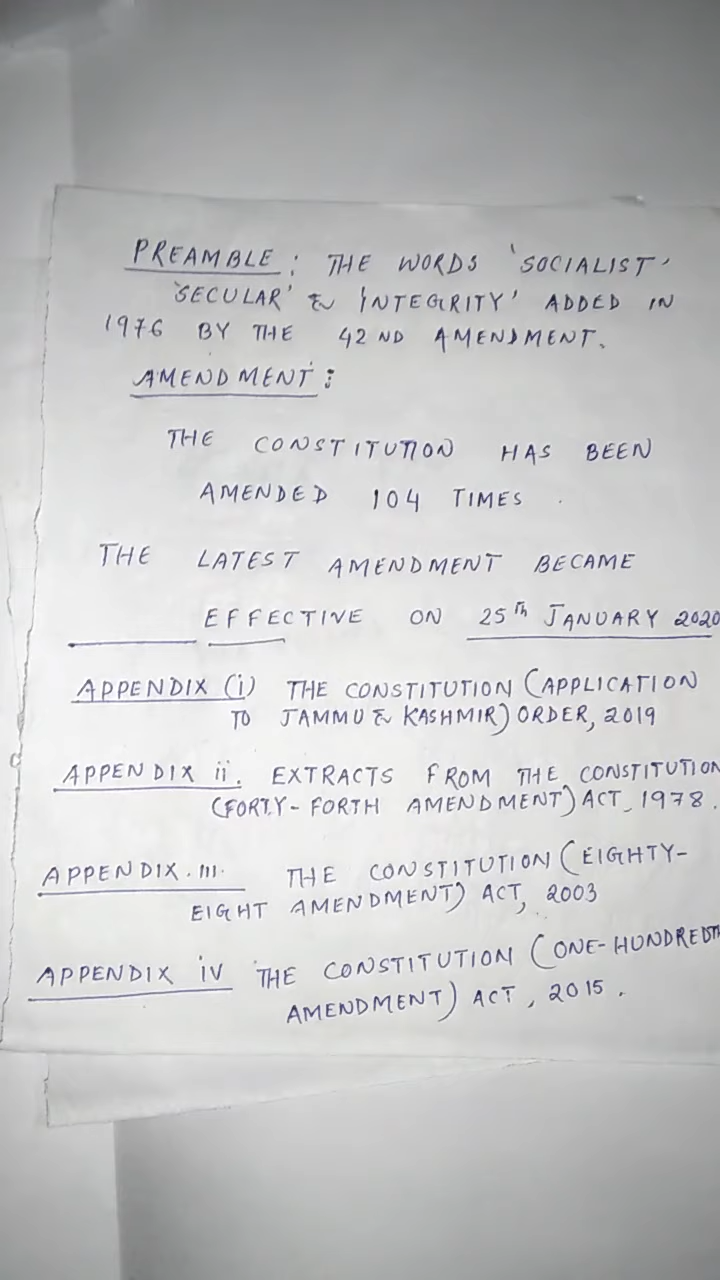 PREAMBLE: THE WORDS 'SOCIALIST'
'SECULAR' & 'INTEGRITY' ADDED IN
1976 BY THE 42 ND AMENDMENT.
AMENDMENT:
THE CONSTITUTION HAS BEEN
AMENDED 104 TIMES.
THE LATEST AMENDMENT BECAME
EFFECTIVE ON 25th JANUARY 2020
APPENDIX (i) THE CONSTITUTION (APPLICATION
TO JAMMU & KASHMIR) ORDER, 2019
APPENDIX ii. EXTRACTS FROM THE CONSTITUTION
(FORTY-FORTH AMENDMENT) ACT, 1978.
APPENDIX.III. THE CONSTITUTION (EIGHTY-
EIGHT AMENDMENT) ACT, 2003
APPENDIX iv THE CONSTITUTION (ONE-HUNDREDTH
AMENDMENT) ACT, 2015.